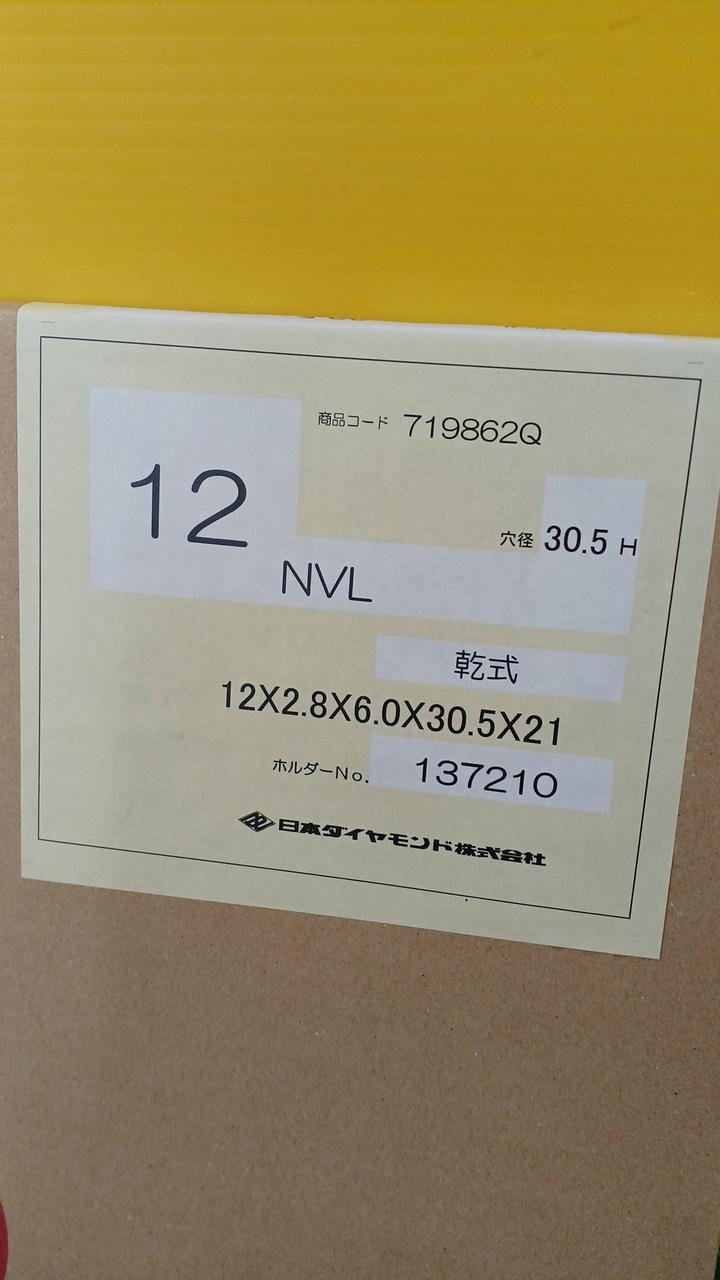 商品コード 719862Q
12
穴径 30.5 H
NVL
乾式
12X2.8X6.0X30.5X21
ホルダーNo. 137210
日本ダイヤモンド株式会社